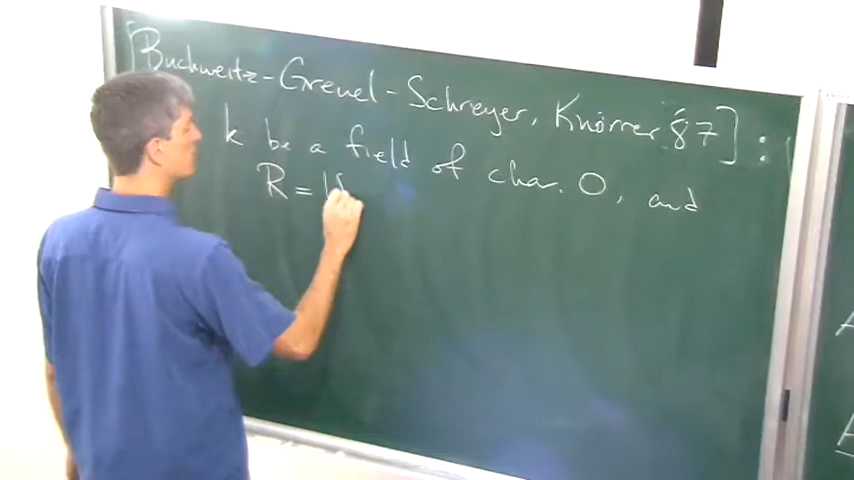 [Buchweitz-Greuel-Schreyer, Knörrer '87]:
k be a field of char. 0, and
R = k